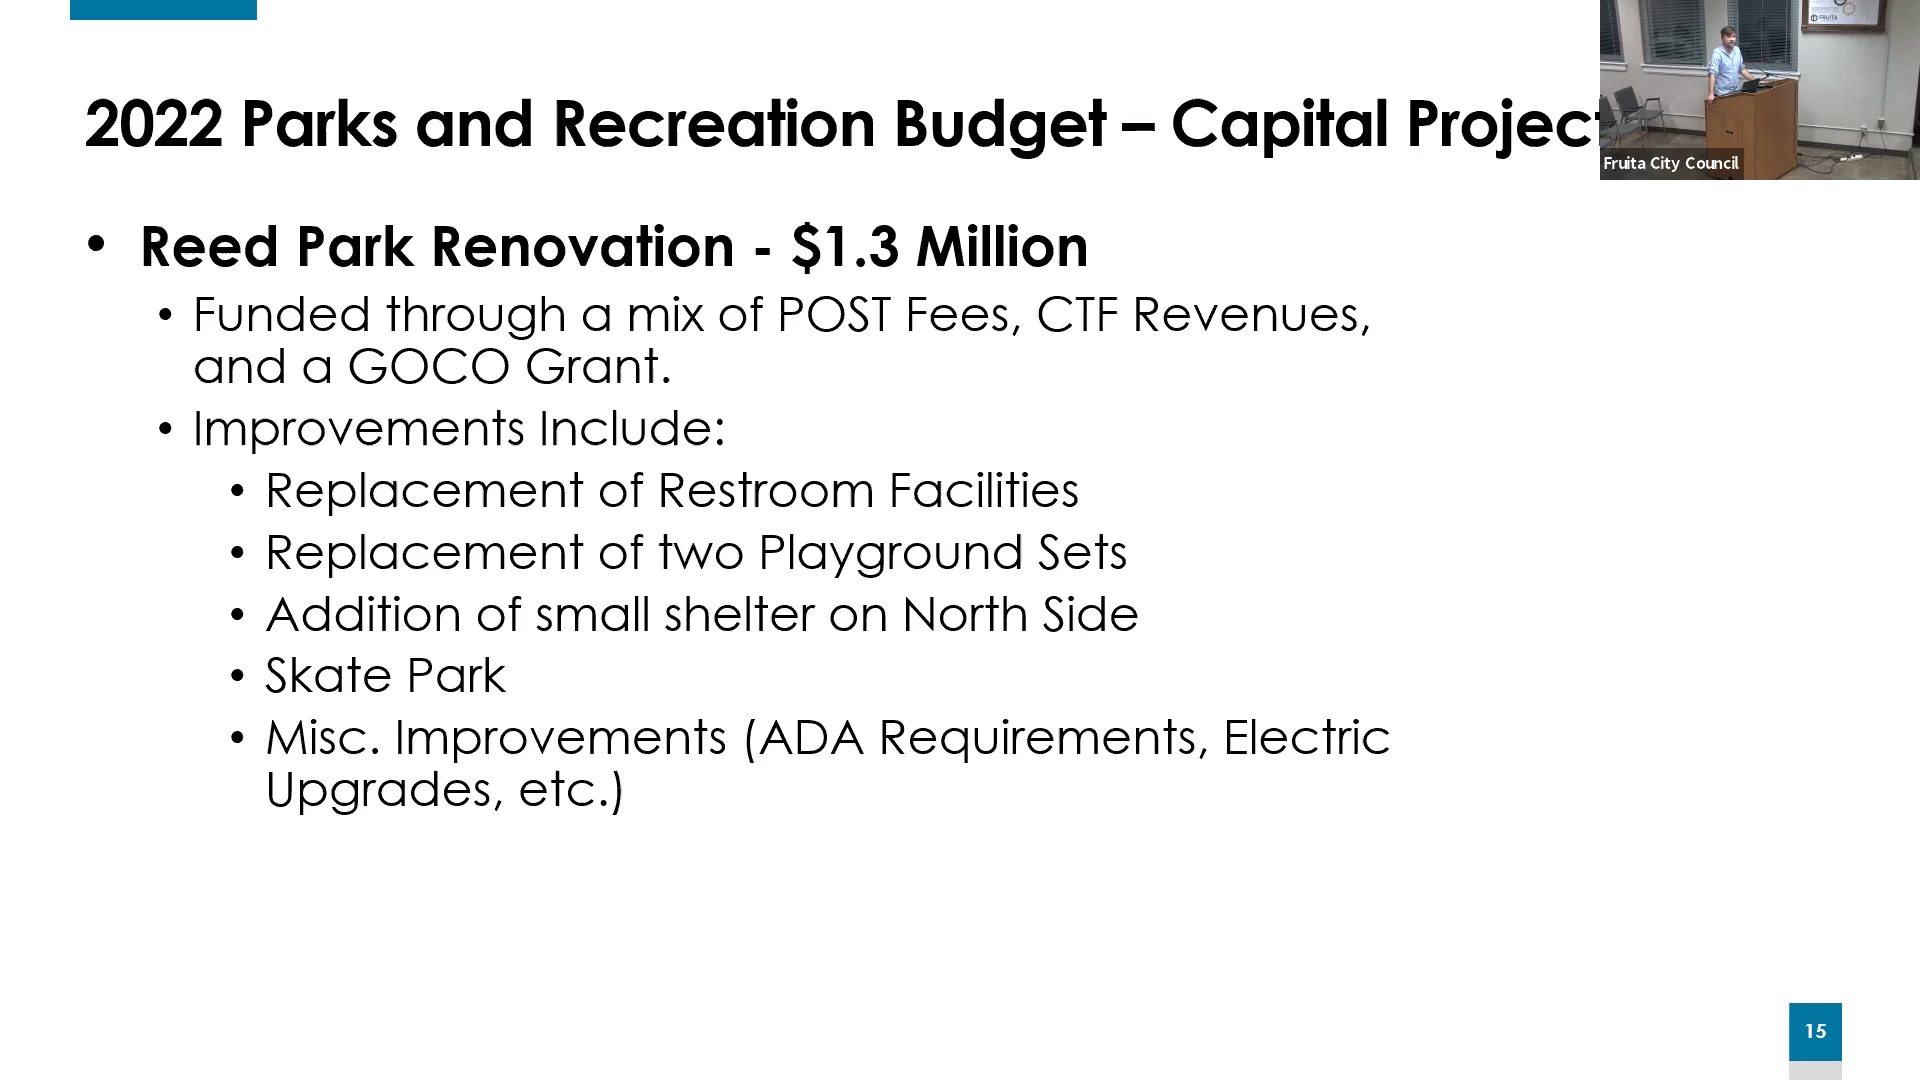 2022 Parks and Recreation Budget – Capital Project
FRUITA
Fruita City Council
• Reed Park Renovation - $1.3 Million
• Funded through a mix of POST Fees, CTF Revenues,
and a GOCO Grant.
• Improvements Include:
• Replacement of Restroom Facilities
• Replacement of two Playground Sets
• Addition of small shelter on North Side
• Skate Park
• Misc. Improvements (ADA Requirements, Electric
Upgrades, etc.)
15